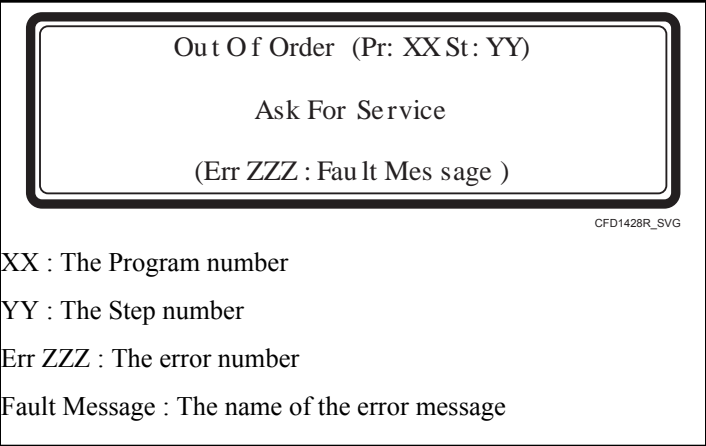 Out Of Order (Pr: XX St: YY)
Ask For Service
(Err ZZZ : Fault Message )
CFD1428R_SVG
XX : The Program number
YY : The Step number
Err ZZZ : The error number
Fault Message : The name of the error message